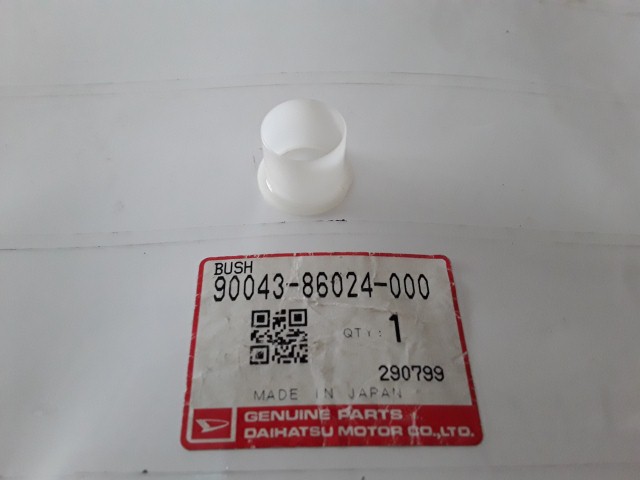 BUSH
90043-86024-000
QTY: 1
290799
MADE IN JAPAN
GENUINE PARTS
DAIHATSU MOTOR CO.,LTD.